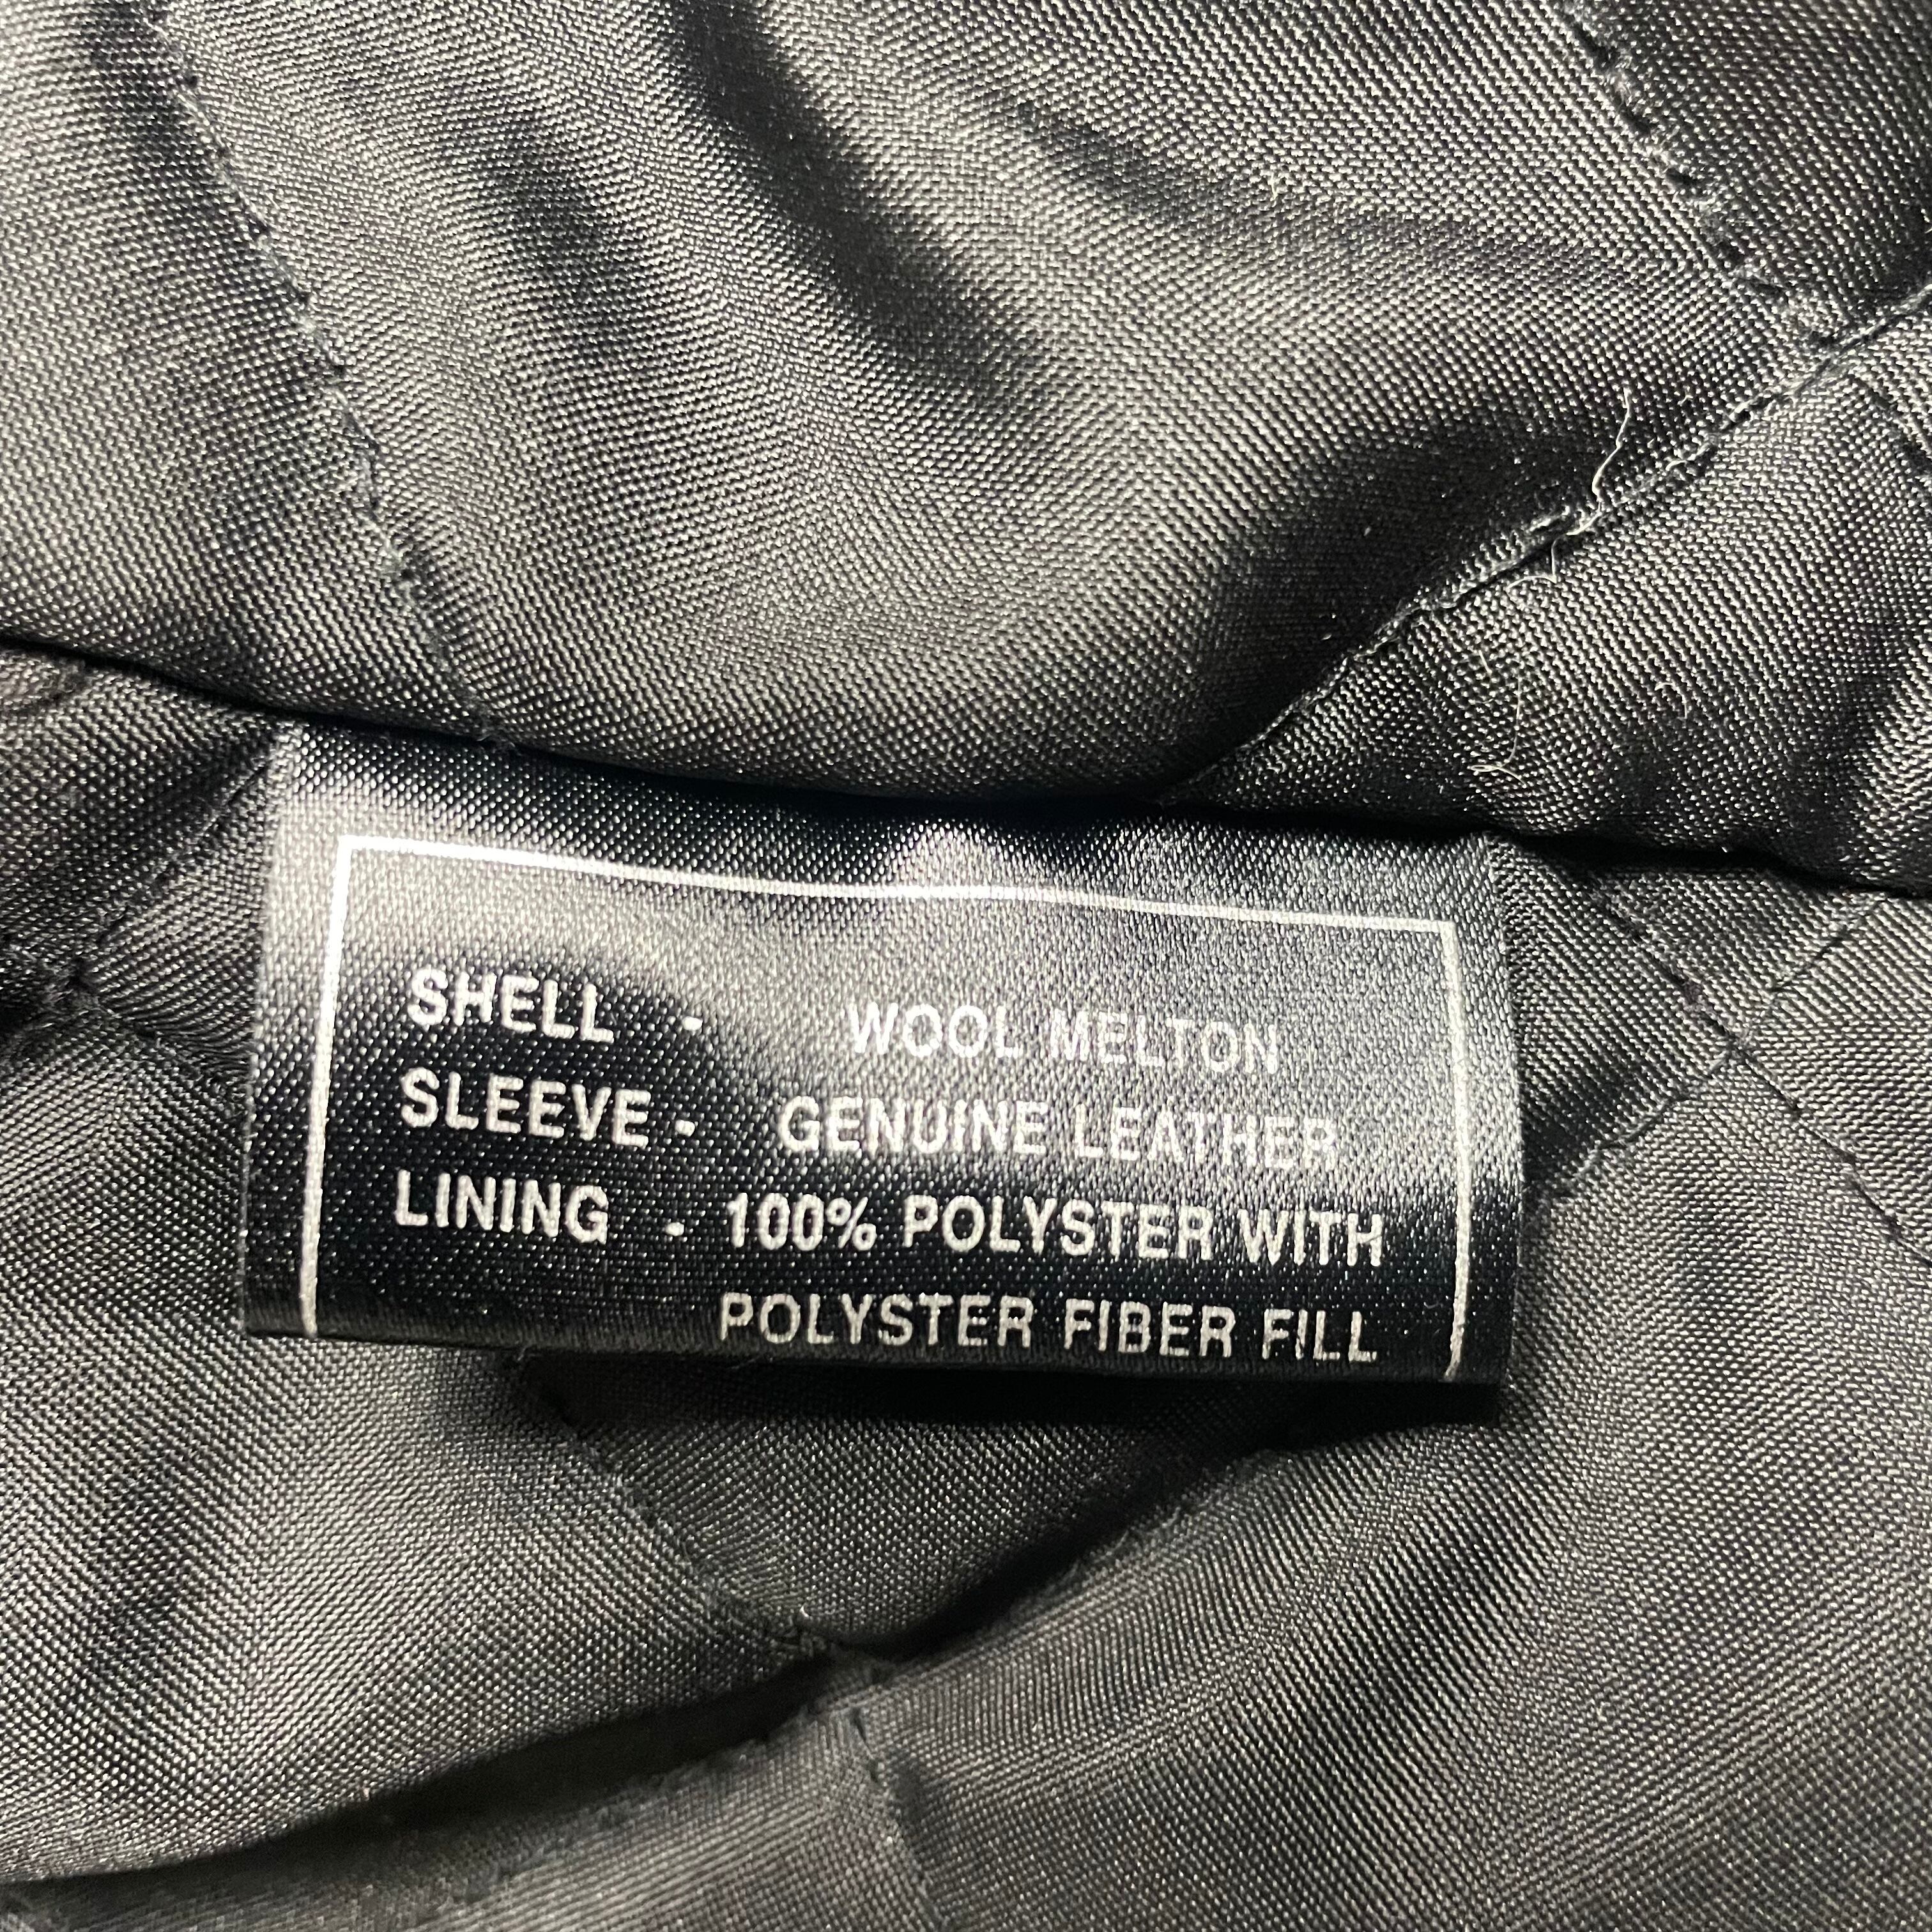 SHELL - WOOL MELTON
SLEEVE - GENUINE LEATHER
LINING - 100% POLYSTER WITH
POLYSTER FIBER FILL